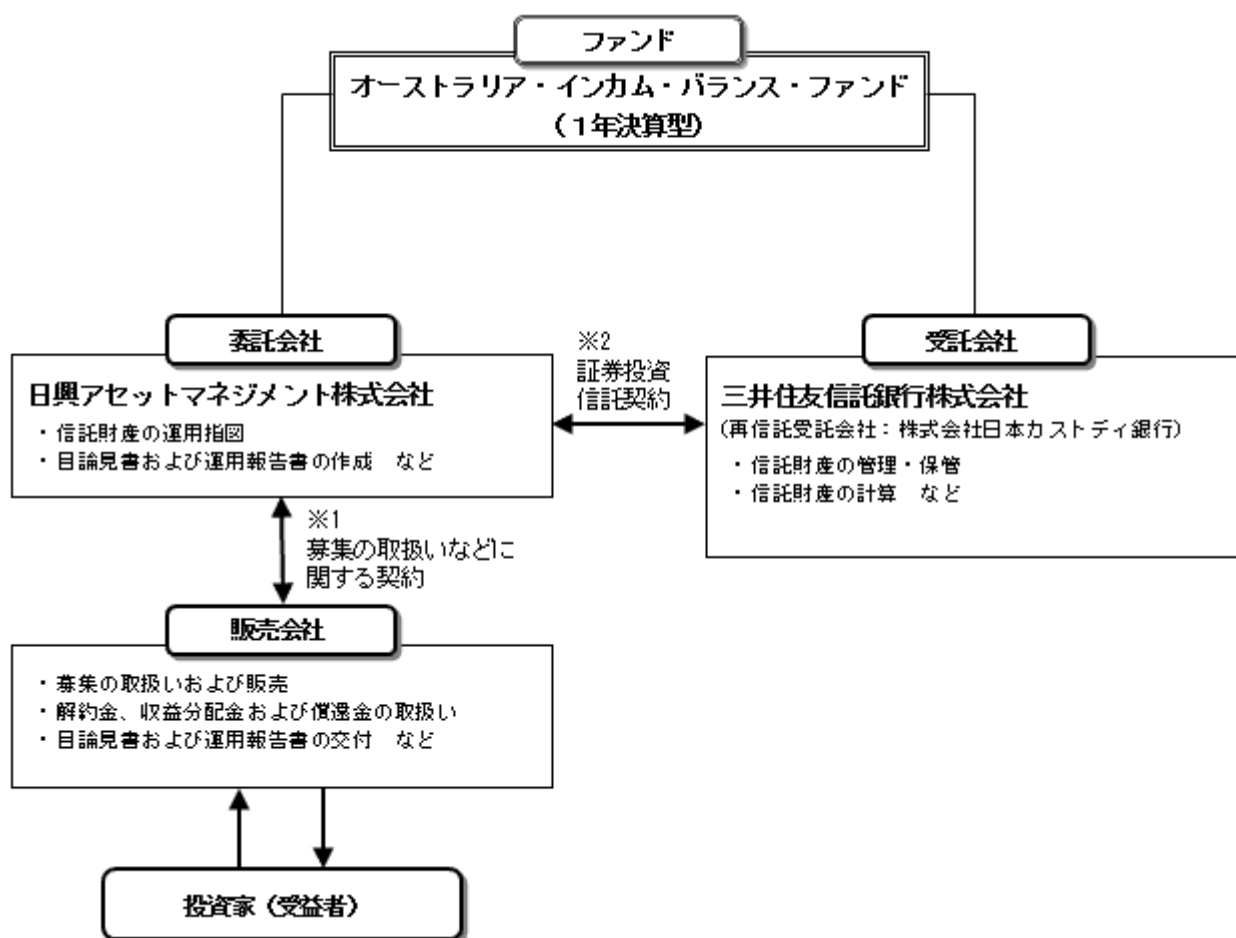 ファンド
オーストラリア・インカム・バランス・ファンド
（１年決算型）
委託会社
日興アセットマネジメント株式会社
・信託財産の運用指図
・目論見書および運用報告書の作成　など
※2
証券投資
信託契約
受託会社
三井住友信託銀行株式会社
(再信託受託会社：株式会社日本カストディ銀行)
・信託財産の管理・保管
・信託財産の計算　など
※1
募集の取扱いなどに
関する契約
販売会社
・募集の取扱いおよび販売
・解約金、収益分配金および償還金の取扱い
・目論見書および運用報告書の交付　など
投資家（受益者）